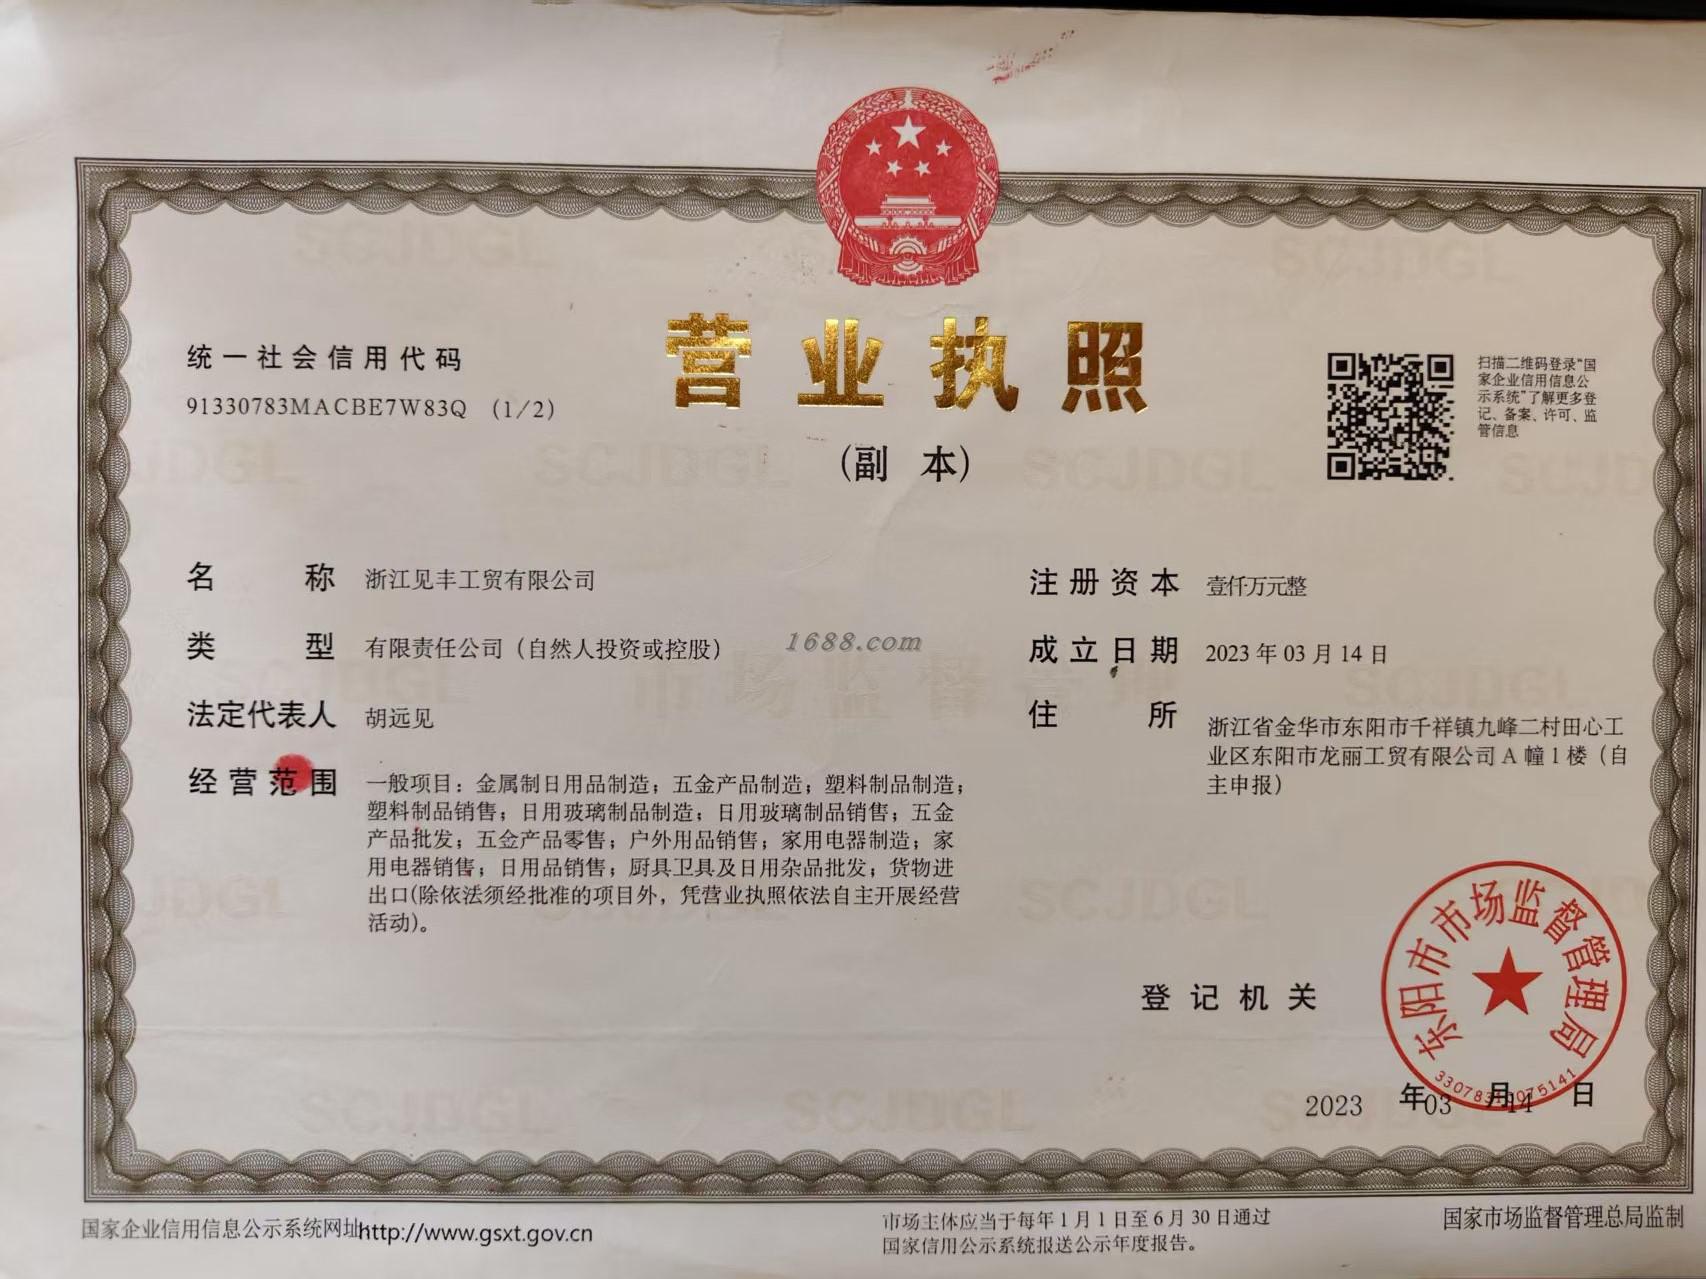 营业执照
(副 本)
统一社会信用代码
91330783MACBE7W83Q (1/2)
扫描二维码登录“国
家企业信用信息公
示系统”了解更多登
记、备案、许可、监
管信息
名 称 浙江见丰工贸有限公司
类 型 有限责任公司（自然人投资或控股）
法定代表人 胡远见
经营范围 一般项目：金属制日用品制造；五金产品制造；塑料制品制造；
塑料制品销售；日用玻璃制品制造；日用玻璃制品销售；五金
产品批发；五金产品零售；户外用品销售；家用电器制造；家
用电器销售；日用品销售；厨具卫具及日用杂品批发；货物进
出口(除依法须经批准的项目外，凭营业执照依法自主开展经营
活动)。
1688.com
注册资本 壹仟万元整
成立日期 2023年03月14日
住 所 浙江省金华市东阳市千祥镇九峰二村田心工
业区东阳市龙丽工贸有限公司A幢1楼（自
主申报）
登记机关
东阳市市场监督管理局
2023 年03 月14 日
国家企业信用信息公示系统网址http://www.gsxt.gov.cn
市场主体应当于每年1月1日至6月30日通过
国家信用公示系统报送公示年度报告。
国家市场监督管理总局监制
SCJDGL
市场监督管理